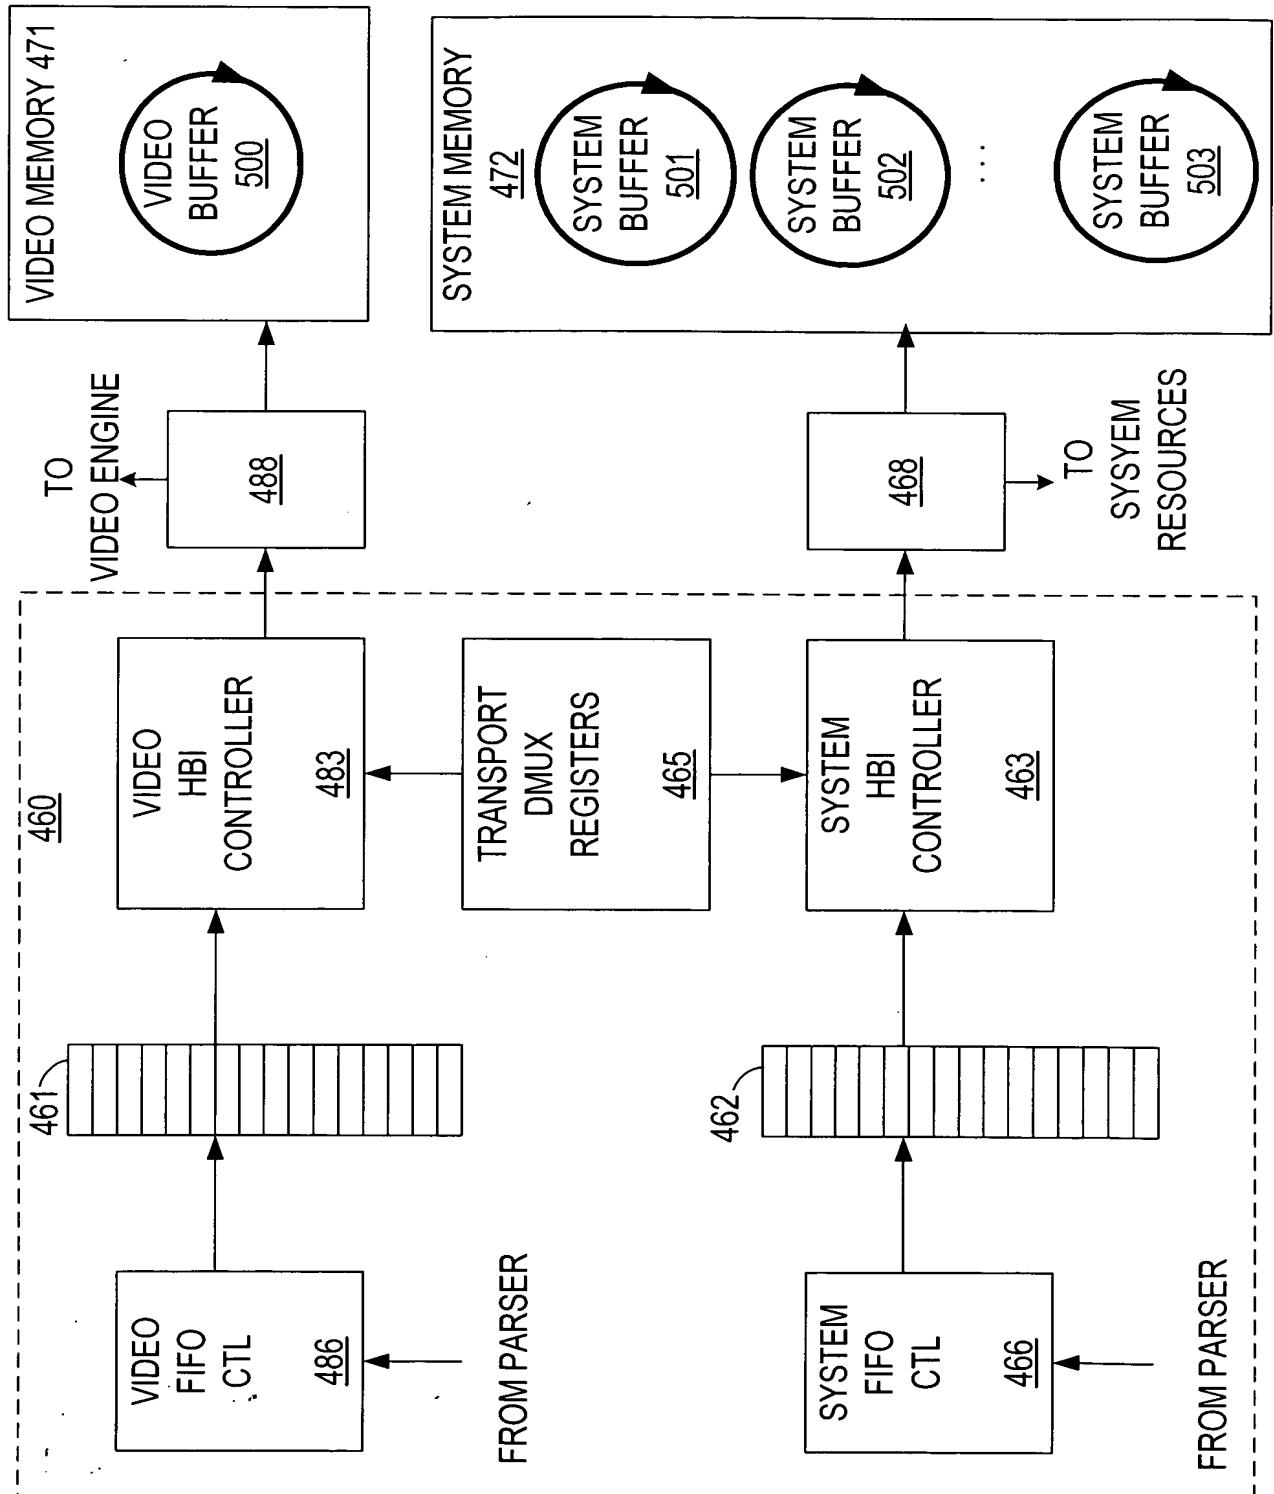 460
VIDEO
FIFO
CTL
486
FROM PARSER
461
VIDEO
HBI
CONTROLLER
483
TO
VIDEO ENGINE
488
VIDEO MEMORY 471
VIDEO
BUFFER
500
TRANSPORT
DMUX
REGISTERS
465
SYSTEM
FIFO
CTL
466
FROM PARSER
462
SYSTEM
HBI
CONTROLLER
463
468
TO
SYSYEM
RESOURCES
SYSTEM MEMORY
472
SYSTEM
BUFFER
501
SYSTEM
BUFFER
502
....
SYSTEM
BUFFER
503